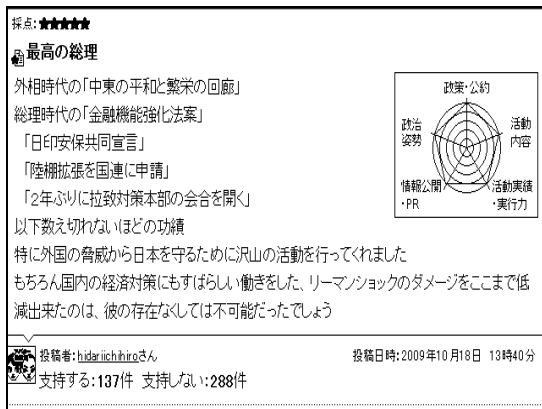 採点:★★★★★
最高の総理
外相時代の「中東の平和と繁栄の回廊」
総理時代の「金融機能強化法案」
「日印安保共同宣言」
「陸棚拡張を国連に申請」
「2年ぶりに拉致対策本部の会合を開く」
以下数え切れないほどの功績
特に外国の脅威から日本を守るために沢山の活動を行ってくれました
もちろん国内の経済対策にもすばらしい働きをした、リーマンショックのダメージをここまで低
減出来たのは、彼の存在なくしては不可能だったでしょう
政策・公約
政治
姿勢
活動
内容
情報公開
・PR
活動実績
・実行力
投稿者:hidariichihiroさん
投稿日時:2009年10月18日 13時40分
支持する:137件 支持しない:288件